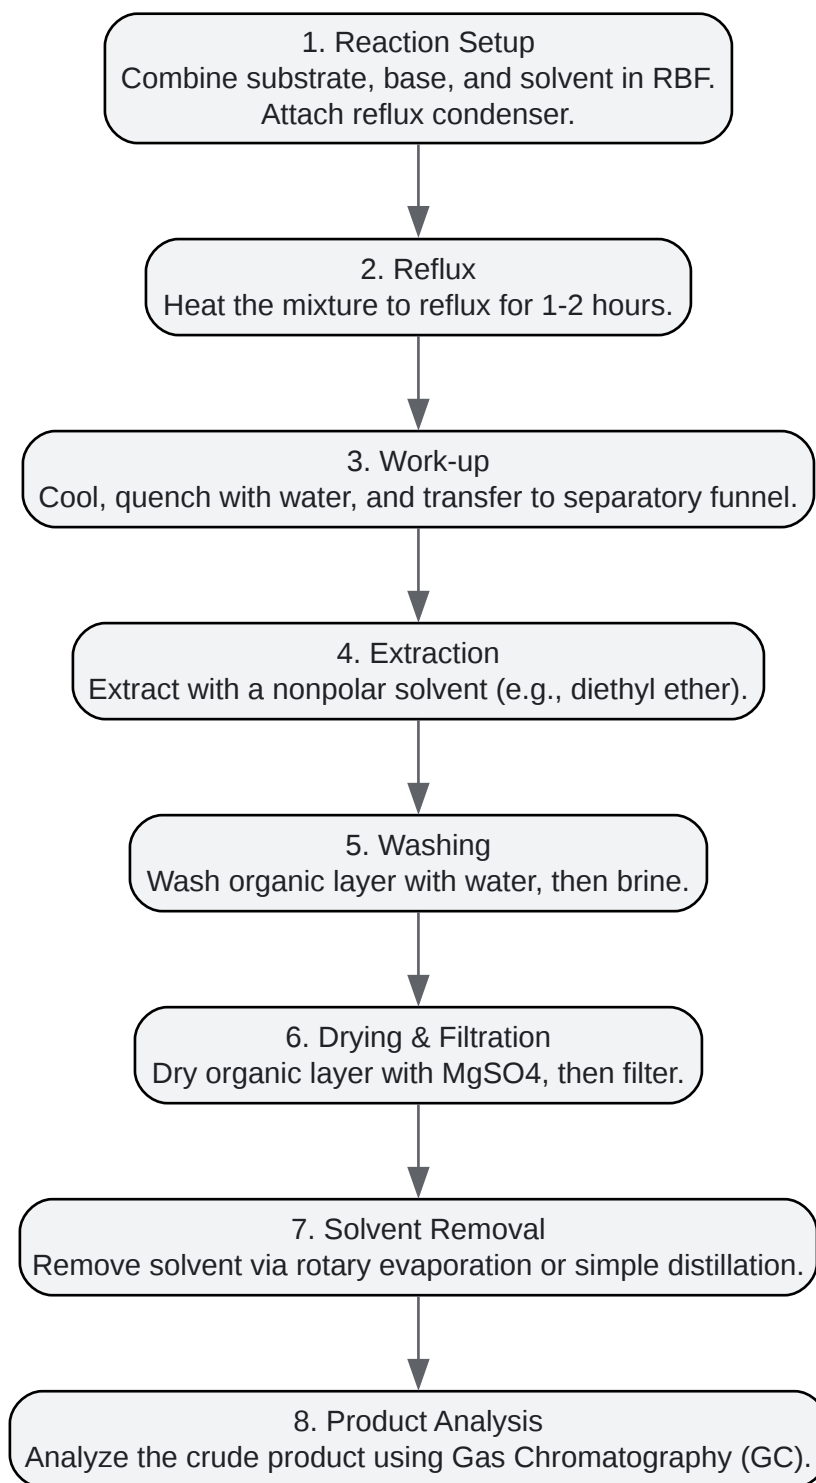 1. Reaction Setup
Combine substrate, base, and solvent in RBF.
Attach reflux condenser.
2. Reflux
Heat the mixture to reflux for 1-2 hours.
3. Work-up
Cool, quench with water, and transfer to separatory funnel.
4. Extraction
Extract with a nonpolar solvent (e.g., diethyl ether).
5. Washing
Wash organic layer with water, then brine.
6. Drying & Filtration
Dry organic layer with MgSO4, then filter.
7. Solvent Removal
Remove solvent via rotary evaporation or simple distillation.
8. Product Analysis
Analyze the crude product using Gas Chromatography (GC).